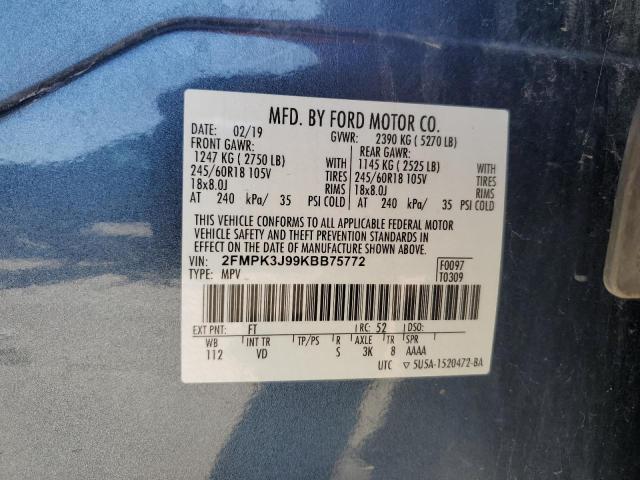 MFD. BY FORD MOTOR CO.
DATE: 02/19 GVWR: 2390 KG ( 5270 LB)
FRONT GAWR: REAR GAWR:
1247 KG ( 2750 LB) WITH 1145 KG ( 2525 LB) WITH
245/60R18 105V TIRES 245/60R18 105V TIRES
18x8.0J RIMS 18x8.0J RIMS
AT 240 kPa/ 35 PSI COLD AT 240 kPa/ 35 PSI COLD
THIS VEHICLE CONFORMS TO ALL APPLICABLE FEDERAL MOTOR
VEHICLE SAFETY AND THEFT PREVENTION STANDARDS IN
EFFECT ON THE DATE OF MANUFACTURE SHOWN ABOVE.
VIN: 2FMPK3J99KBB75772 F0097
TYPE: MPV T0309
EXT PNT: FT RC: 52 DSO:
WB INT TR TP/PS R AXLE TR SPR
112 VD S 3K 8 AAAA
UTC ▽ 5U5A-1520472-BA